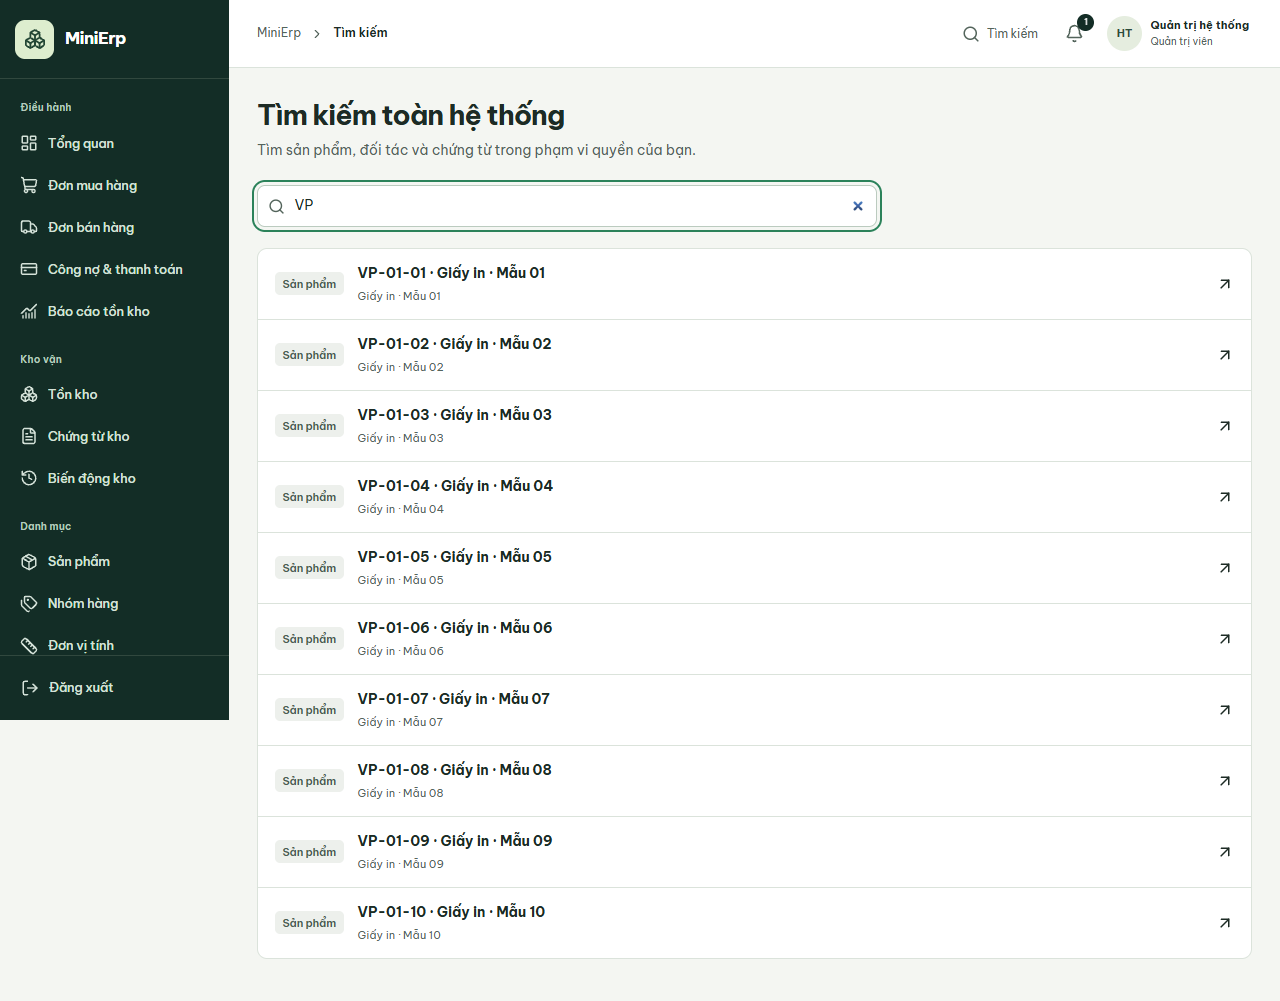 MiniErp
MiniErp > Tìm kiếm
Tìm kiếm
1
HT
Quản trị hệ thống
Quản trị viên
Điều hành
Tổng quan
Đơn mua hàng
Đơn bán hàng
Công nợ & thanh toán
Báo cáo tồn kho
Kho vận
Tồn kho
Chứng từ kho
Biến động kho
Danh mục
Sản phẩm
Nhóm hàng
Đơn vị tính
Đăng xuất
Tìm kiếm toàn hệ thống
Tìm sản phẩm, đối tác và chứng từ trong phạm vi quyền của bạn.
VP
Sản phẩm
VP-01-01 · Giấy in · Mẫu 01
Giấy in · Mẫu 01
Sản phẩm
VP-01-02 · Giấy in · Mẫu 02
Giấy in · Mẫu 02
Sản phẩm
VP-01-03 · Giấy in · Mẫu 03
Giấy in · Mẫu 03
Sản phẩm
VP-01-04 · Giấy in · Mẫu 04
Giấy in · Mẫu 04
Sản phẩm
VP-01-05 · Giấy in · Mẫu 05
Giấy in · Mẫu 05
Sản phẩm
VP-01-06 · Giấy in · Mẫu 06
Giấy in · Mẫu 06
Sản phẩm
VP-01-07 · Giấy in · Mẫu 07
Giấy in · Mẫu 07
Sản phẩm
VP-01-08 · Giấy in · Mẫu 08
Giấy in · Mẫu 08
Sản phẩm
VP-01-09 · Giấy in · Mẫu 09
Giấy in · Mẫu 09
Sản phẩm
VP-01-10 · Giấy in · Mẫu 10
Giấy in · Mẫu 10